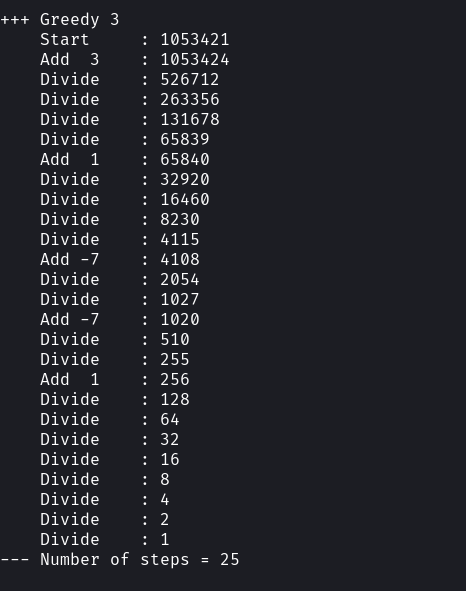 +++ Greedy 3
    Start     : 1053421
    Add  3    : 1053424
    Divide    : 526712
    Divide    : 263356
    Divide    : 131678
    Divide    : 65839
    Add  1    : 65840
    Divide    : 32920
    Divide    : 16460
    Divide    : 8230
    Divide    : 4115
    Add -7    : 4108
    Divide    : 2054
    Divide    : 1027
    Add -7    : 1020
    Divide    : 510
    Divide    : 255
    Add  1    : 256
    Divide    : 128
    Divide    : 64
    Divide    : 32
    Divide    : 16
    Divide    : 8
    Divide    : 4
    Divide    : 2
    Divide    : 1
--- Number of steps = 25